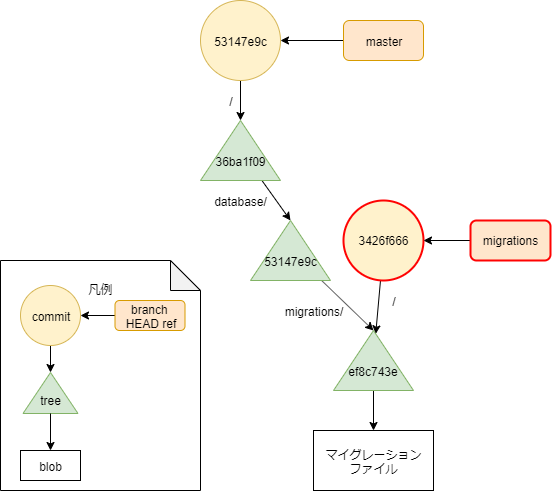 53147e9c
master
/
36ba1f09
database/
3426f666
migrations
53147e9c
migrations/
/
ef8c743e
マイグレーション
ファイル
凡例
commit
branch
HEAD ref
tree
blob